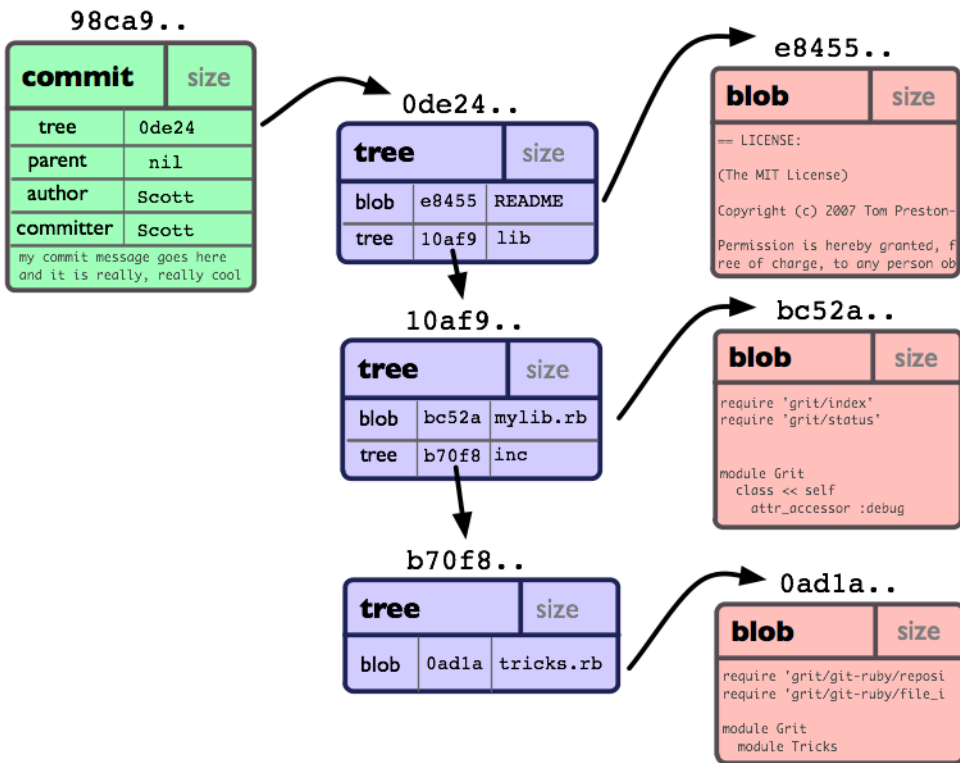 98ca9..
commit size
tree 0de24
parent nil
author Scott
committer Scott
my commit message goes here
and it is really, really cool
0de24..
tree size
blob e8455 README
tree 10af9 lib
10af9..
tree size
blob bc52a mylib.rb
tree b70f8 inc
b70f8..
tree size
blob 0ad1a tricks.rb
e8455..
blob size
== LICENSE:
(The MIT License)
Copyright (c) 2007 Tom Preston-
Permission is hereby granted, f
ree of charge, to any person ob
bc52a..
blob size
require 'grit/index'
require 'grit/status'
module Grit
class << self
attr_accessor :debug
0ad1a..
blob size
require 'grit/git-ruby/reposi
require 'grit/git-ruby/file_i
module Grit
module Tricks